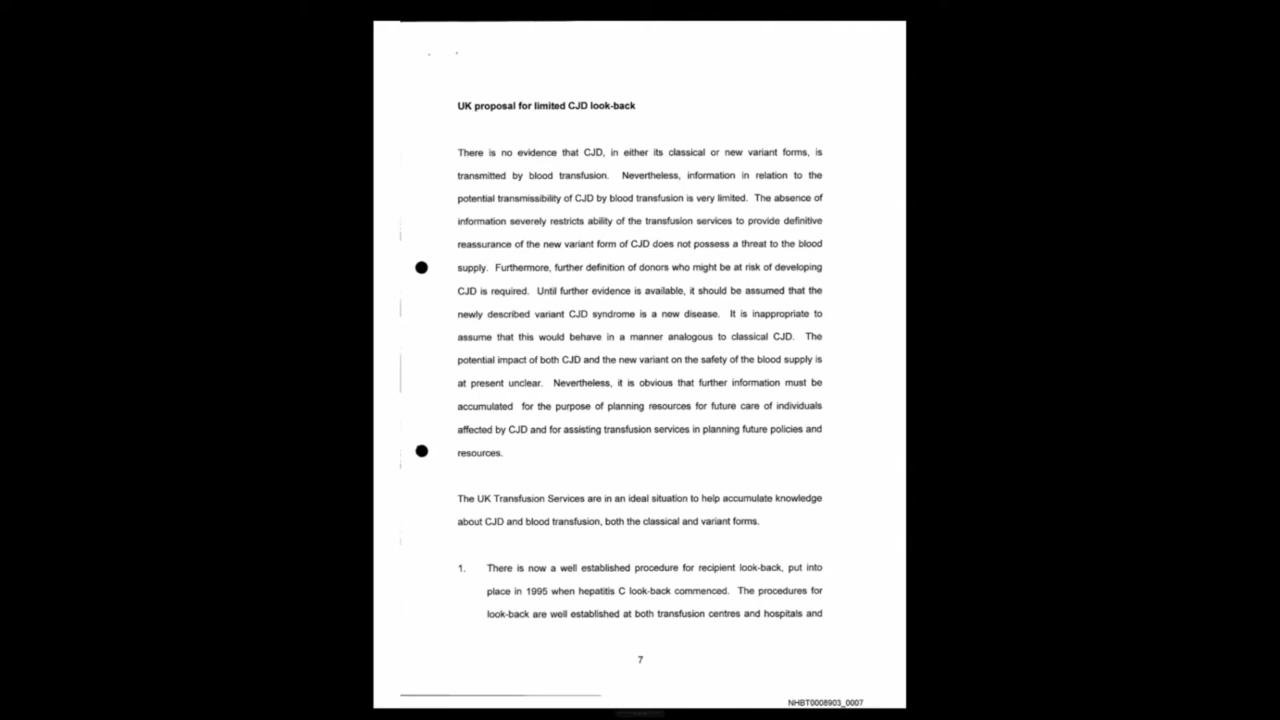 UK proposal for limited CJD look-back
There is no evidence that CJD, in either its classical or new variant forms, is
transmitted by blood transfusion. Nevertheless, information in relation to the
potential transmissibility of CJD by blood transfusion is very limited. The absence of
information severely restricts ability of the transfusion services to provide definitive
reassurance of the new variant form of CJD does not possess a threat to the blood
supply. Furthermore, further definition of donors who might be at risk of developing
CJD is required. Until further evidence is available, it should be assumed that the
newly described variant CJD syndrome is a new disease. It is inappropriate to
assume that this would behave in a manner analogous to classical CJD. The
potential impact of both CJD and the new variant on the safety of the blood supply is
at present unclear. Nevertheless, it is obvious that further information must be
accumulated for the purpose of planning resources for future care of individuals
affected by CJD and for assisting transfusion services in planning future policies and
resources.
The UK Transfusion Services are in an ideal situation to help accumulate knowledge
about CJD and blood transfusion, both the classical and variant forms.
1. There is now a well established procedure for recipient look-back, put into
place in 1995 when hepatitis C look-back commenced. The procedures for
look-back are well established at both transfusion centres and hospitals and
7
NHBT0008903_0007